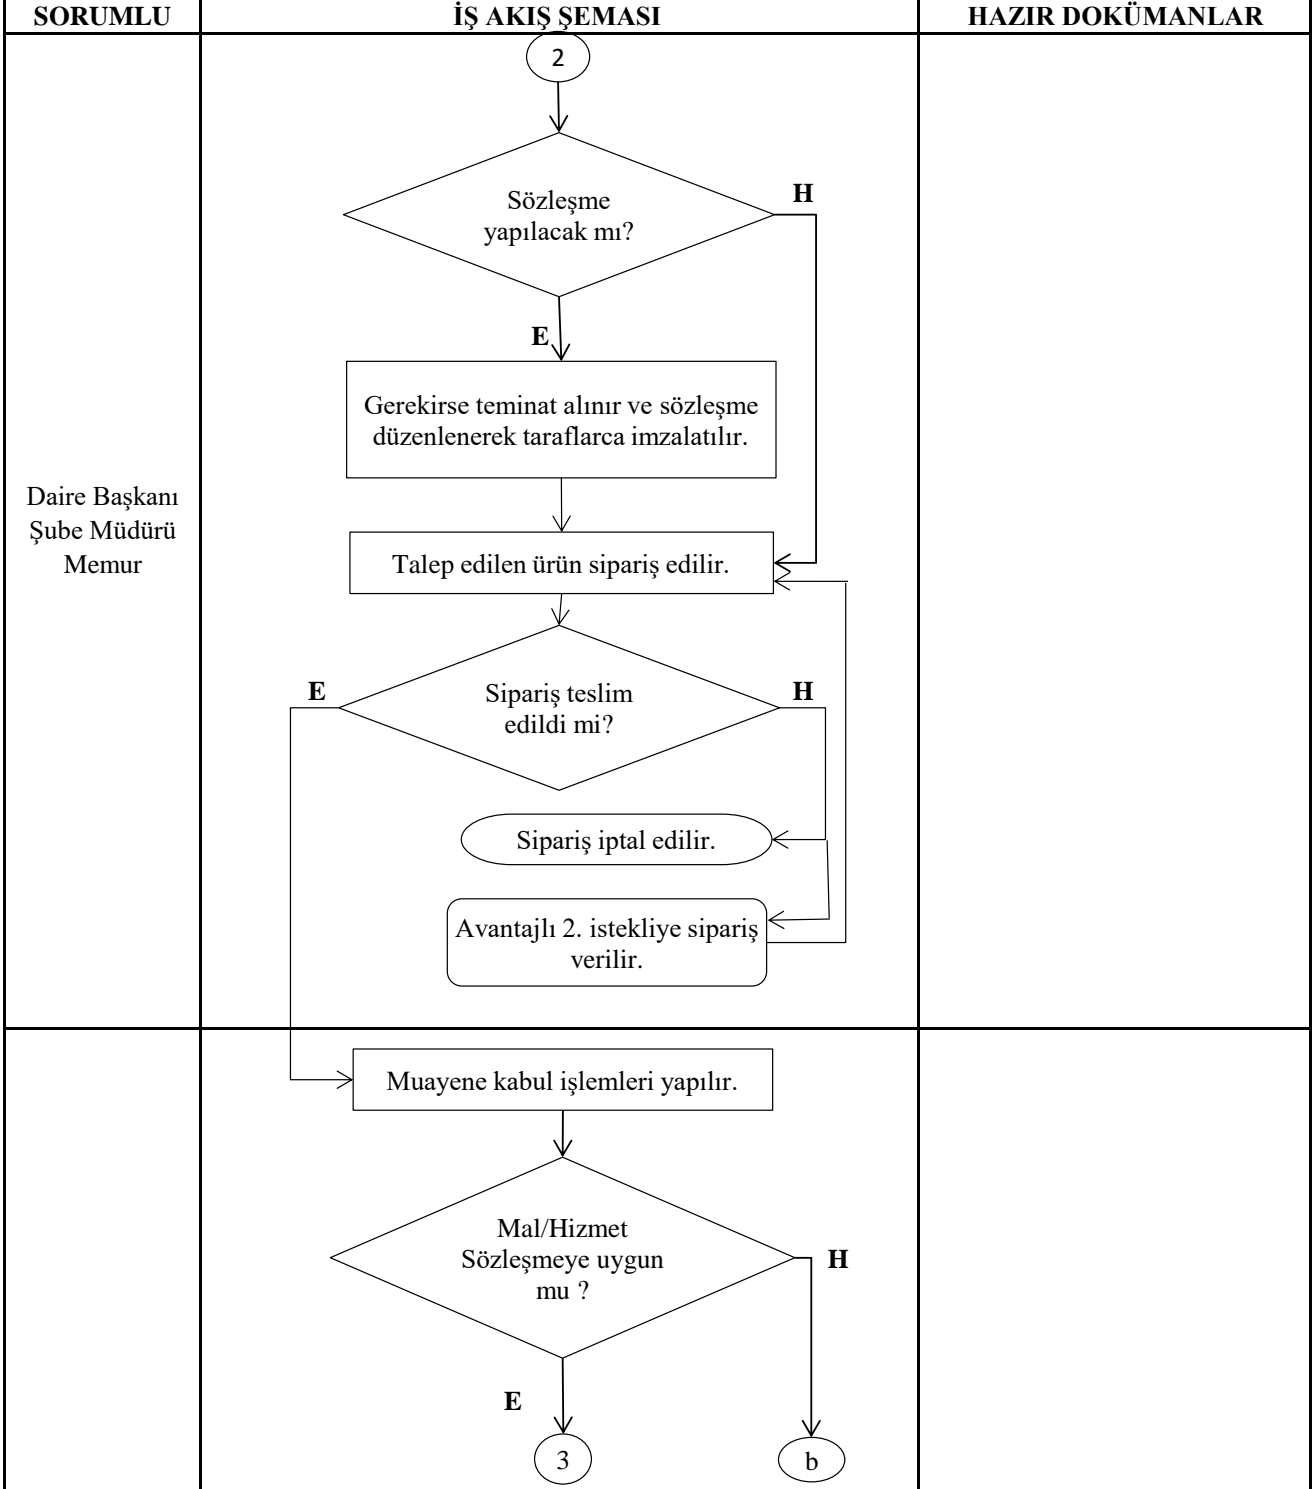 SORUMLU
İŞ AKIŞ ŞEMASI
HAZIR DOKÜMANLAR
2
Sözleşme
yapılacak mı?
H
E
Gerekirse teminat alınır ve sözleşme
düzenlenerek taraflarca imzalatılır.
Daire Başkanı
Şube Müdürü
Memur
Talep edilen ürün sipariş edilir.
E
Sipariş teslim
edildi mi?
H
Sipariş iptal edilir.
Avantajlı 2. istekliye sipariş
verilir.
Muayene kabul işlemleri yapılır.
Mal/Hizmet
Sözleşmeye uygun
mu ?
H
E
3
b